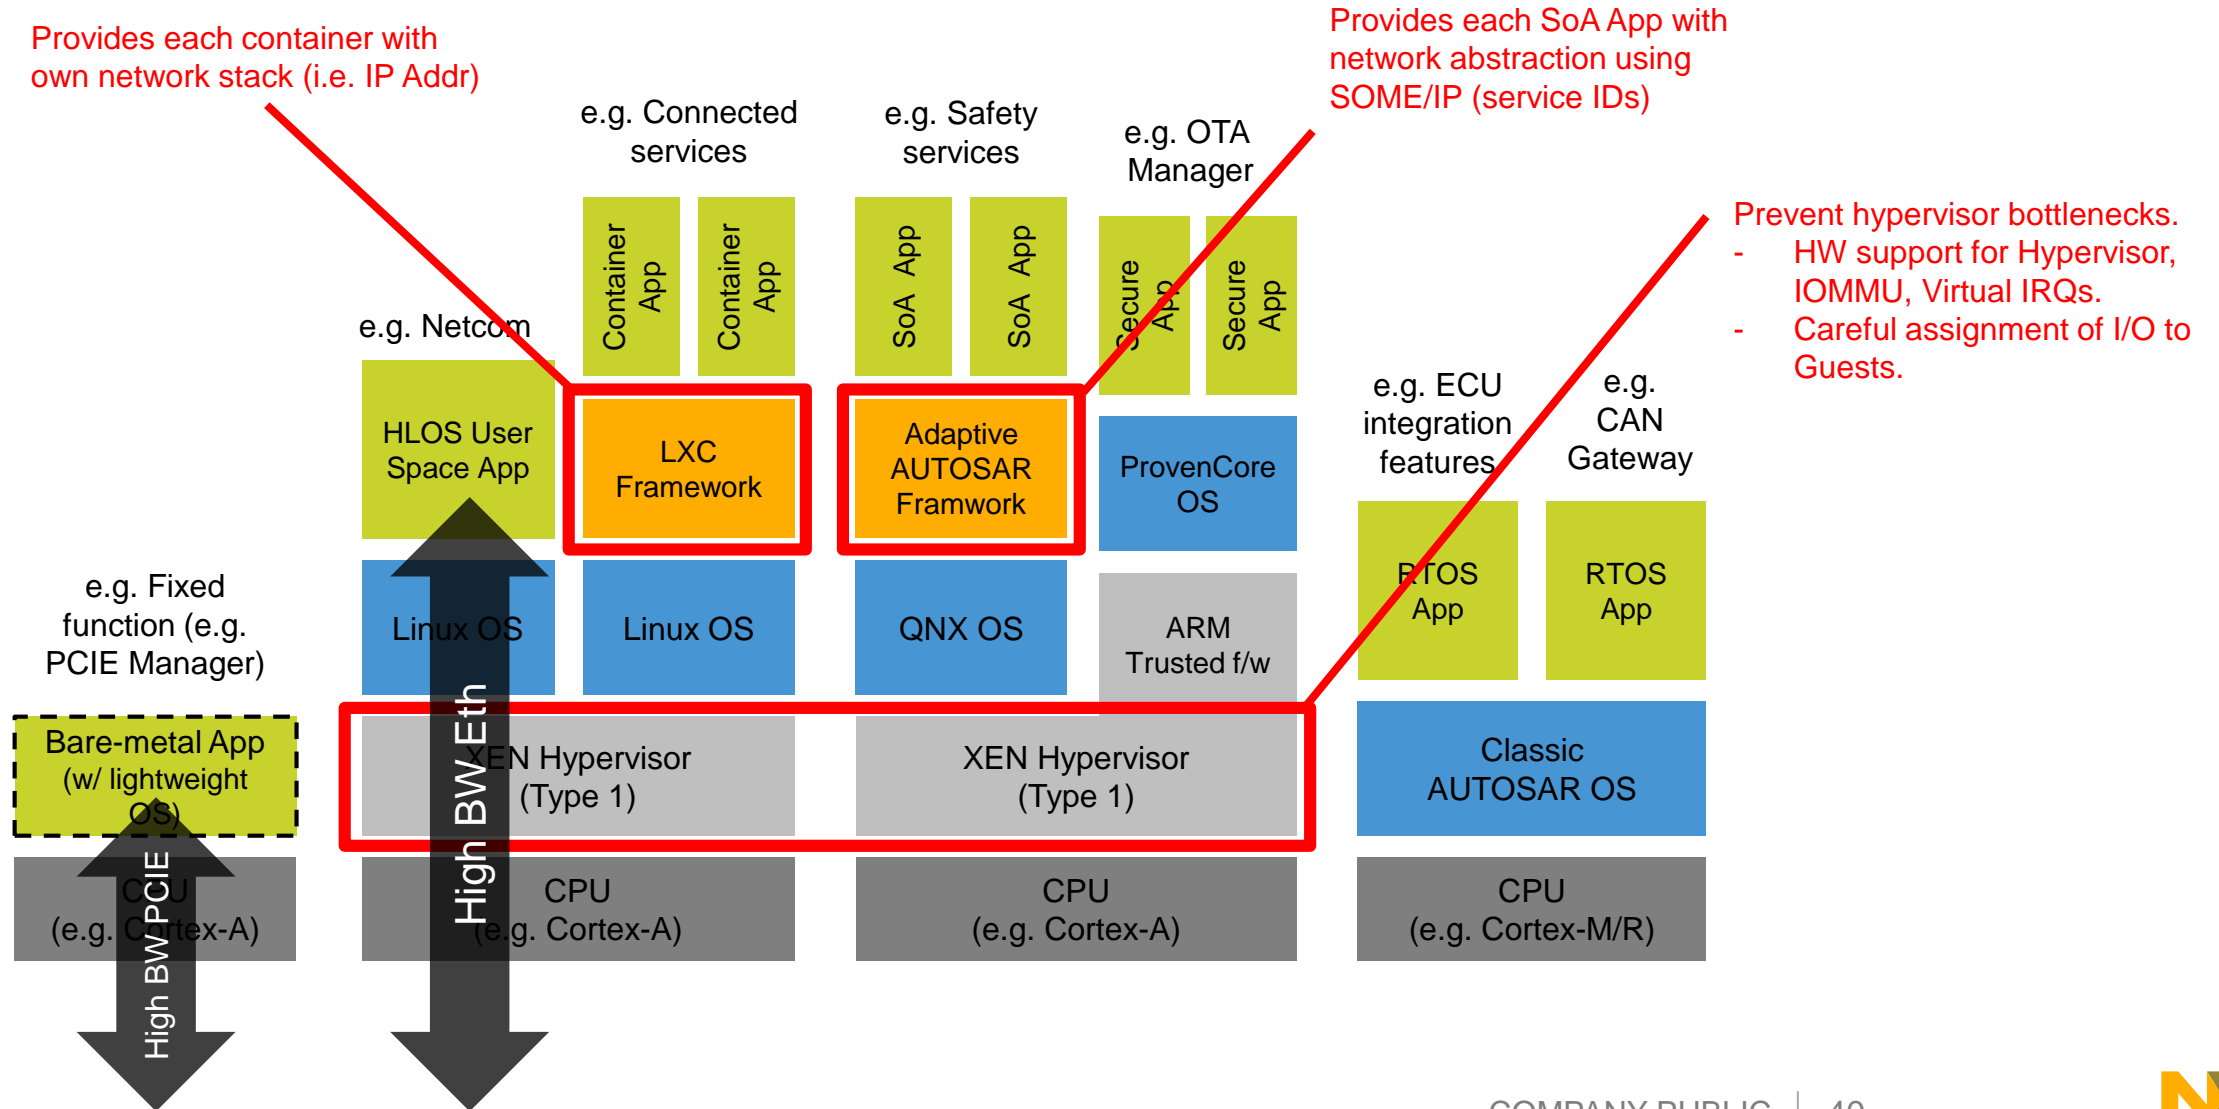 Provides each container with
own network stack (i.e. IP Addr)
Provides each SoA App with
network abstraction using
SOME/IP (service IDs)
Prevent hypervisor bottlenecks.
- HW support for Hypervisor,
IOMMU, Virtual IRQs.
- Careful assignment of I/O to
Guests.
e.g. Connected
services
e.g. Safety
services
e.g. OTA
Manager
Container
App
Container
App
SoA App
SoA App
Secure
App
Secure
App
e.g. Netcom
HLOS User
Space App
LXC
Framework
Adaptive
AUTOSAR
Framwork
ProvenCore
OS
e.g. ECU
integration
features
e.g.
CAN
Gateway
RTOS
App
RTOS
App
e.g. Fixed
function (e.g.
PCIE Manager)
Linux OS
Linux OS
QNX OS
ARM
Trusted f/w
Bare-metal App
(w/ lightweight
OS)
XEN Hypervisor
(Type 1)
XEN Hypervisor
(Type 1)
Classic
AUTOSAR OS
CPU
(e.g. Cortex-A)
CPU
(e.g. Cortex-A)
CPU
(e.g. Cortex-A)
CPU
(e.g. Cortex-M/R)
High BW PCIE
High BW Eth
COMPANY PUBLIC